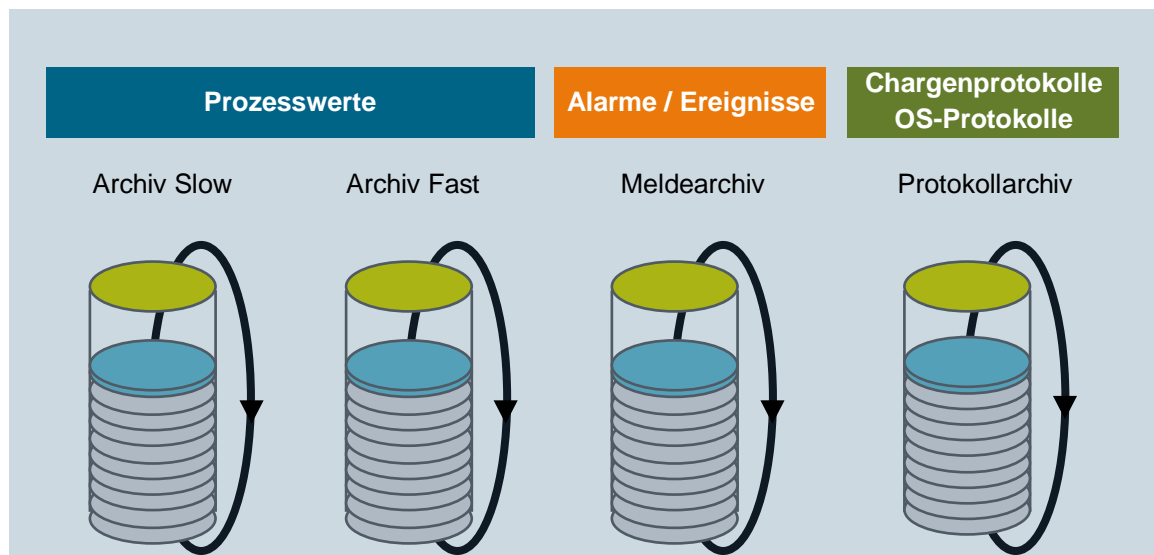 Prozesswerte
Alarme / Ereignisse
Chargenprotokolle
OS-Protokolle
Archiv Slow
Archiv Fast
Meldearchiv
Protokollarchiv